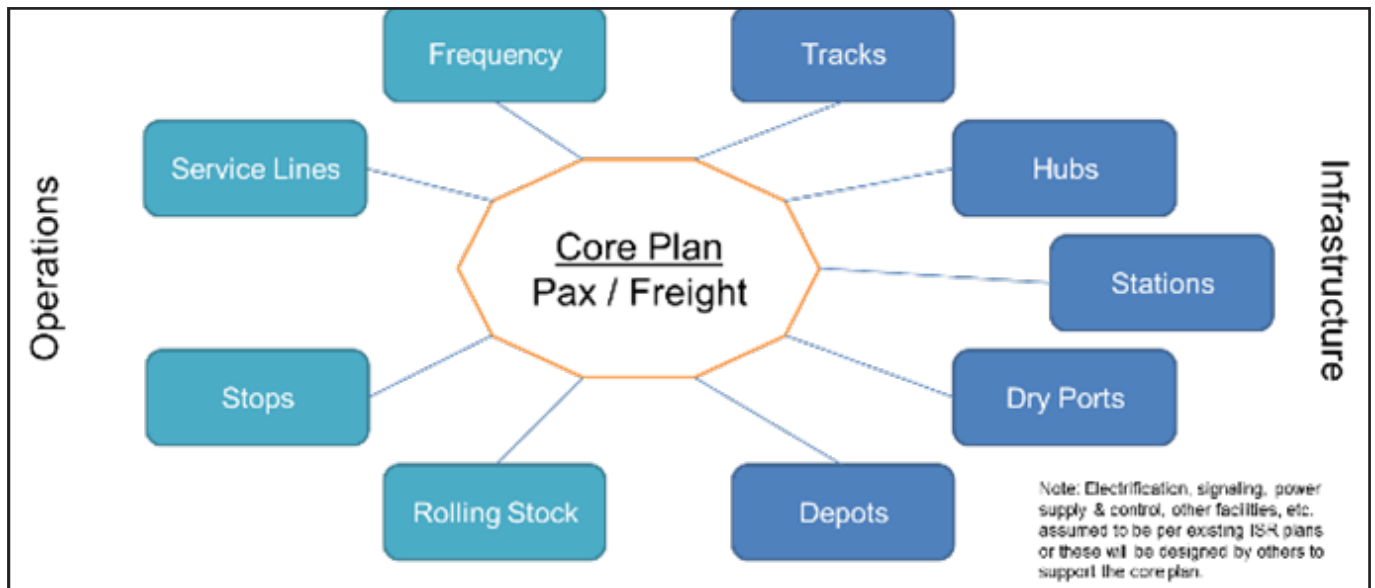 Frequency
Tracks
Service Lines
Hubs
Operations
Core Plan
Pax / Freight
Infrastructure
Stations
Stops
Dry Ports
Rolling Stock
Depots
Note: Electrification, signaling, power
supply & control, other facilities, etc.
assumed to be per existing ISR plans
or these will be designed by others to
support the core plan.